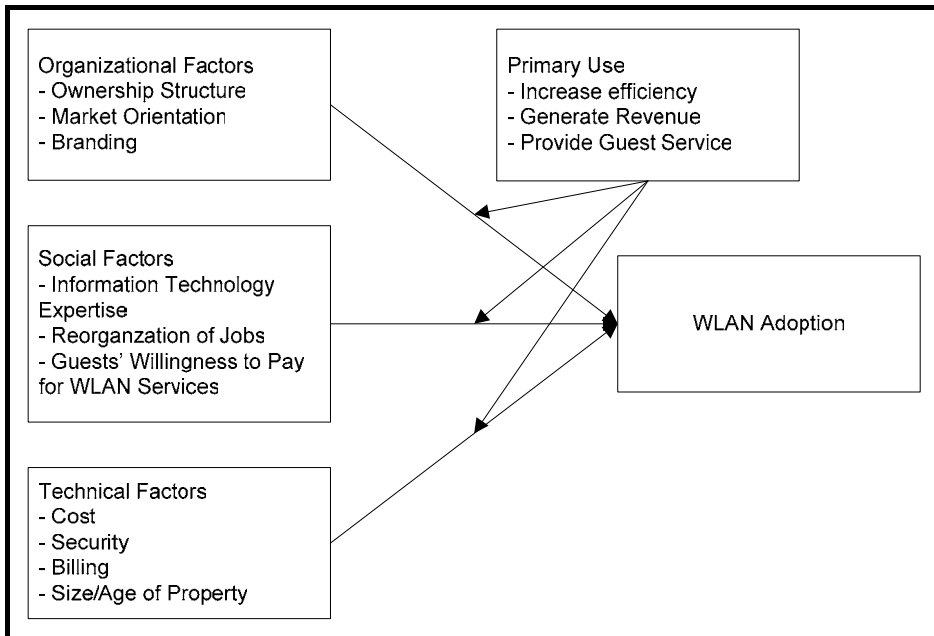 Organizational Factors
- Ownership Structure
- Market Orientation
- Branding
Primary Use
- Increase efficiency
- Generate Revenue
- Provide Guest Service
Social Factors
- Information Technology
Expertise
- Reorganzation of Jobs
- Guests' Willingness to Pay
for WLAN Services
WLAN Adoption
Technical Factors
- Cost
- Security
- Billing
- Size/Age of Property